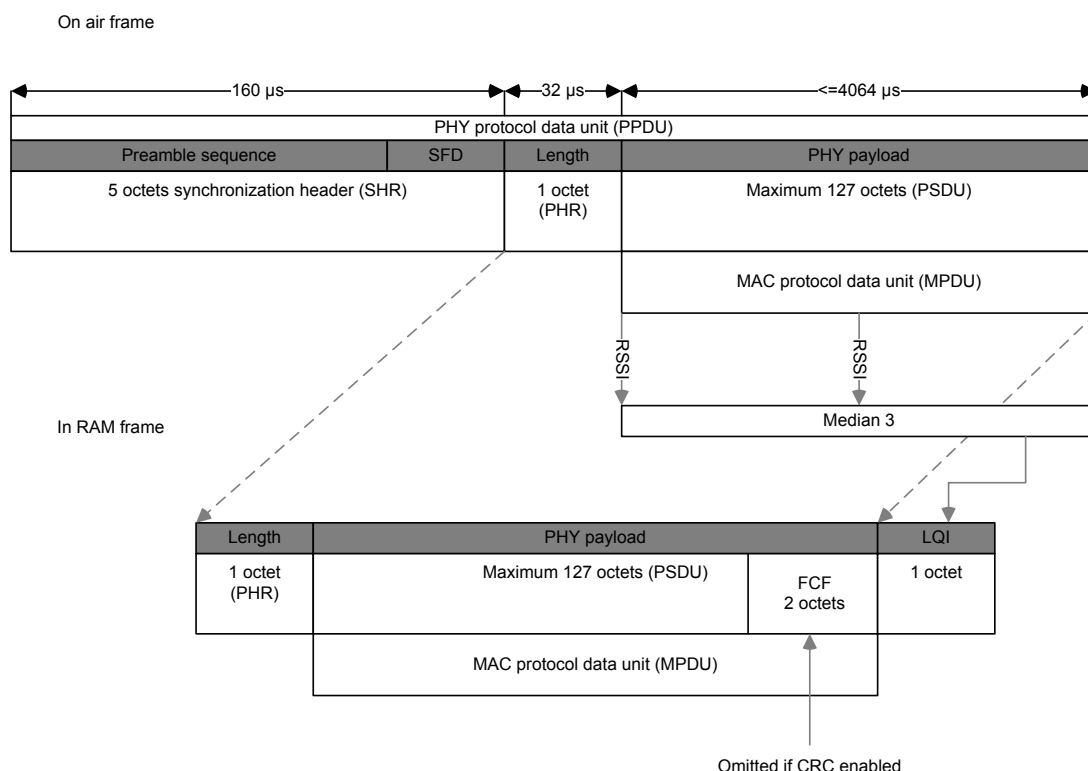 On air frame
160 µs
32 µs
<=4064 µs
PHY protocol data unit (PPDU)
Preamble sequence
SFD
Length
PHY payload
5 octets synchronization header (SHR)
1 octet
(PHR)
Maximum 127 octets (PSDU)
MAC protocol data unit (MPDU)
RSSI
RSSI
In RAM frame
Median 3
Length
PHY payload
LQI
1 octet
(PHR)
Maximum 127 octets (PSDU)
FCF
2 octets
1 octet
MAC protocol data unit (MPDU)
Omitted if CRC enabled